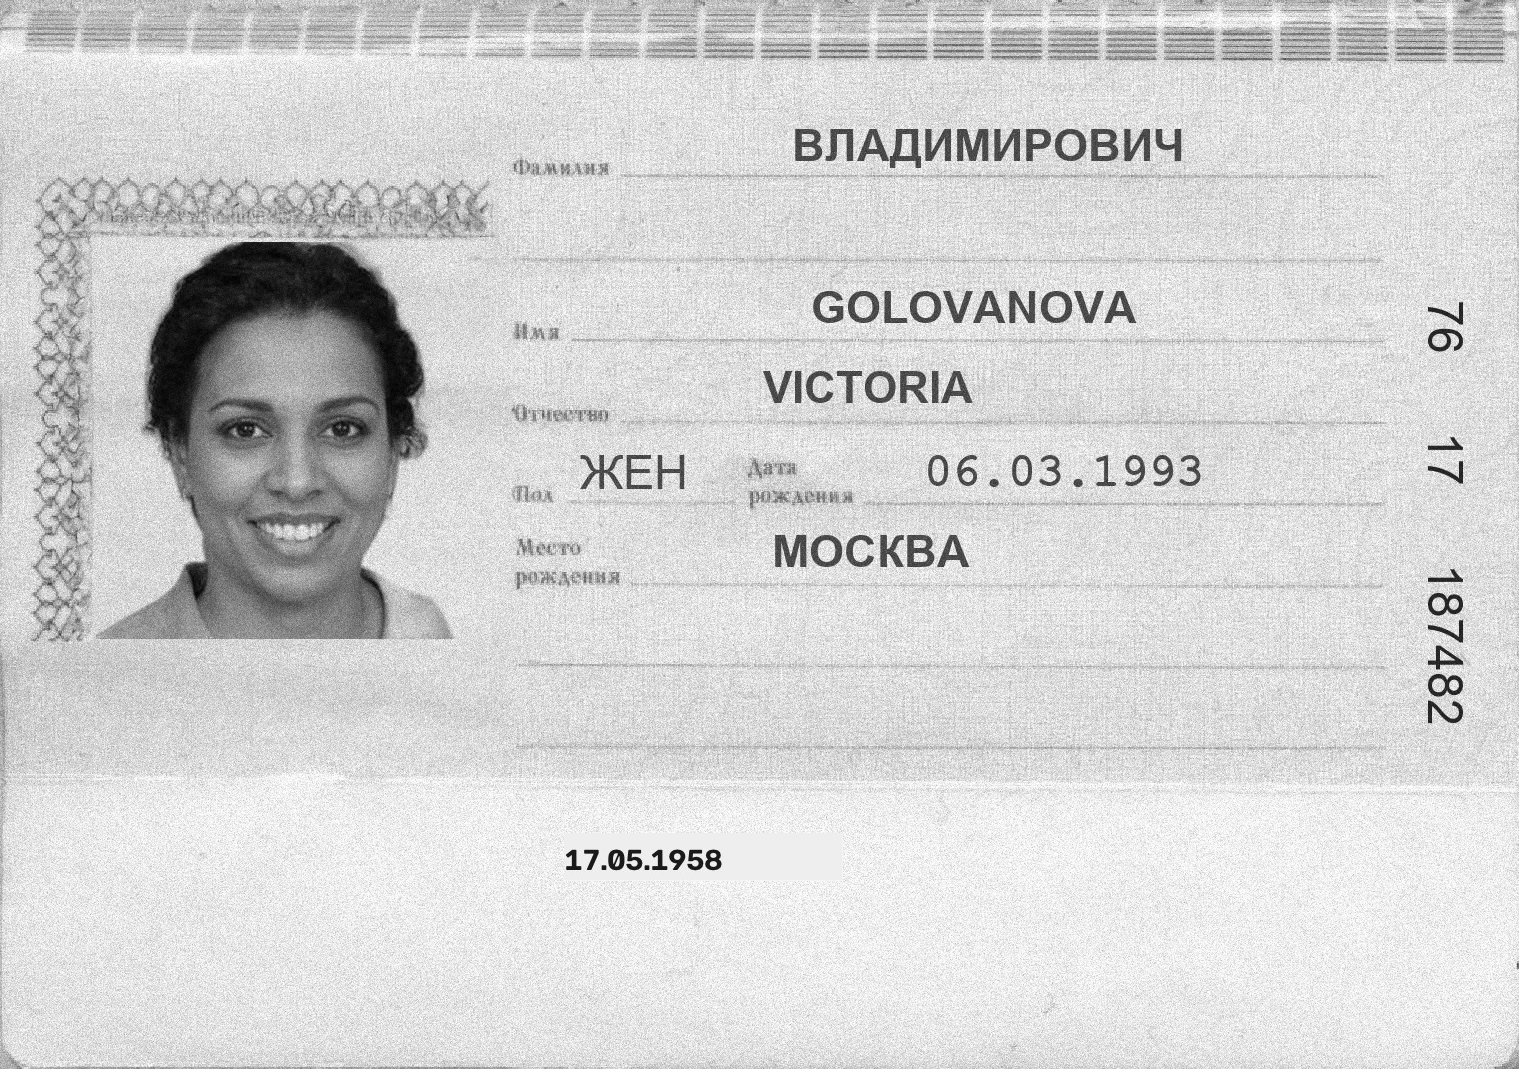 Фамилия ВЛАДИМИРОВИЧ
Имя GOLOVANOVA
Отчество VICTORIA
Пол ЖЕН Дата рождения 06.03.1993
Место рождения МОСКВА
76 17 187482
17.05.1958